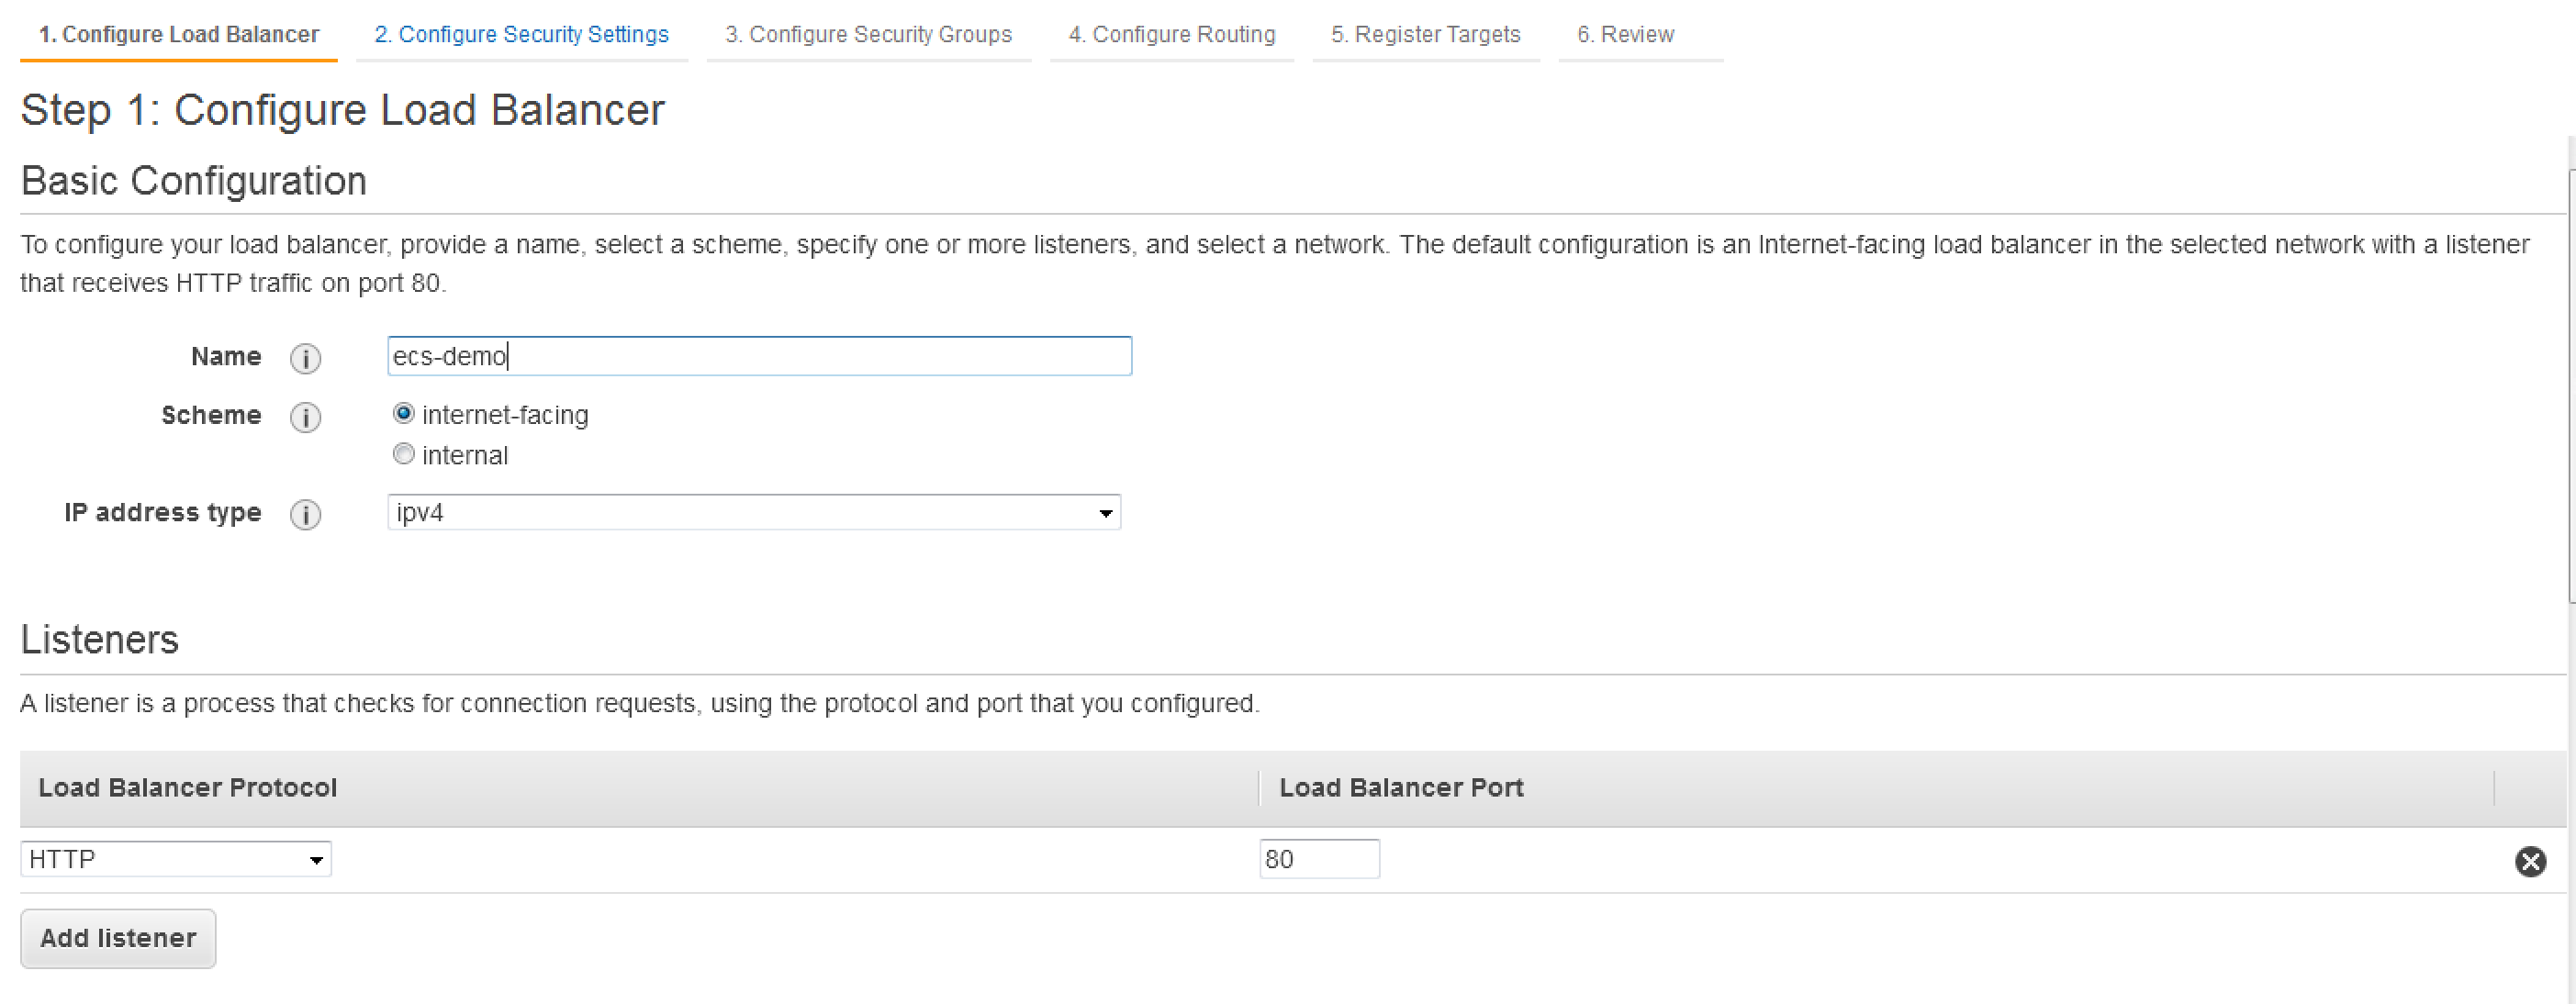 1. Configure Load Balancer 2. Configure Security Settings 3. Configure Security Groups 4. Configure Routing 5. Register Targets 6. Review
Step 1: Configure Load Balancer
Basic Configuration
To configure your load balancer, provide a name, select a scheme, specify one or more listeners, and select a network. The default configuration is an Internet-facing load balancer in the selected network with a listener
that receives HTTP traffic on port 80.
Name i ecs-demo
Scheme i internet-facing
internal
IP address type i ipv4
Listeners
A listener is a process that checks for connection requests, using the protocol and port that you configured.
Load Balancer Protocol Load Balancer Port
HTTP 80
Add listener